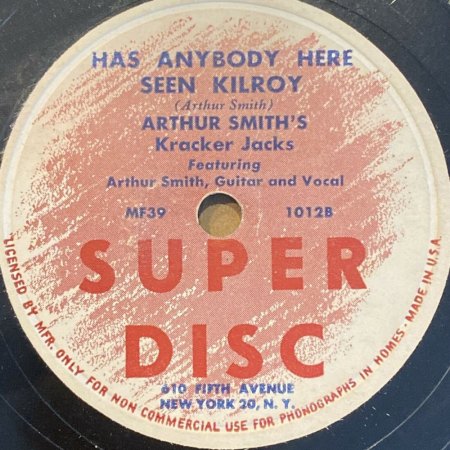 HAS ANYBODY HERE
SEEN KILROY
(Arthur Smith)
ARTHUR SMITH'S
Kracker Jacks
Featuring
Arthur Smith, Guitar and Vocal
MF39 1012B
SUPER
DISC
610 FIFTH AVENUE
NEW YORK 20, N. Y.
LICENSED BY MFR. ONLY FOR NON COMMERCIAL USE FOR PHONOGRAPHS IN HOMES · MADE IN U.S.A.